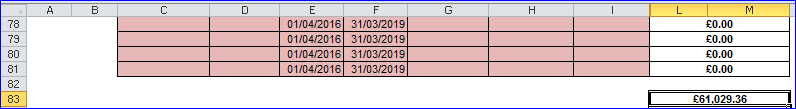 A B C D E F G H I L M
78 01/04/2016 31/03/2019 £0.00
79 01/04/2016 31/03/2019 £0.00
80 01/04/2016 31/03/2019 £0.00
81 01/04/2016 31/03/2019 £0.00
82
83 £61,029.36